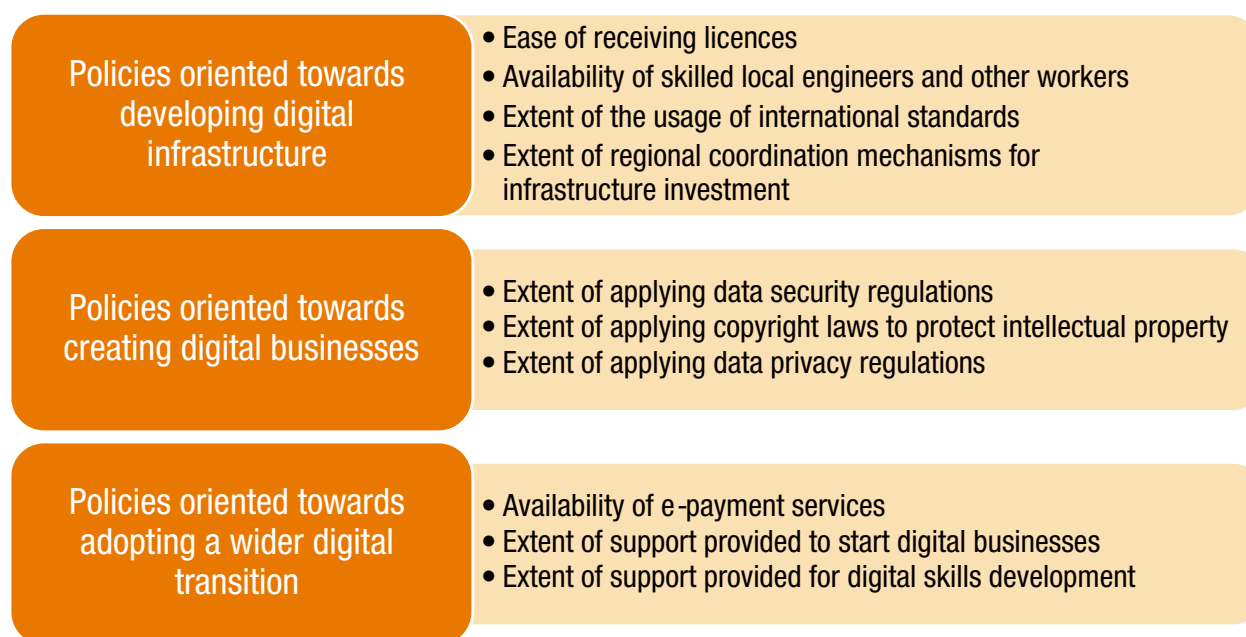 Policies oriented towards
developing digital
infrastructure
• Ease of receiving licences
• Availability of skilled local engineers and other workers
• Extent of the usage of international standards
• Extent of regional coordination mechanisms for
infrastructure investment
Policies oriented towards
creating digital businesses
• Extent of applying data security regulations
• Extent of applying copyright laws to protect intellectual property
• Extent of applying data privacy regulations
Policies oriented towards
adopting a wider digital
transition
• Availability of e-payment services
• Extent of support provided to start digital businesses
• Extent of support provided for digital skills development